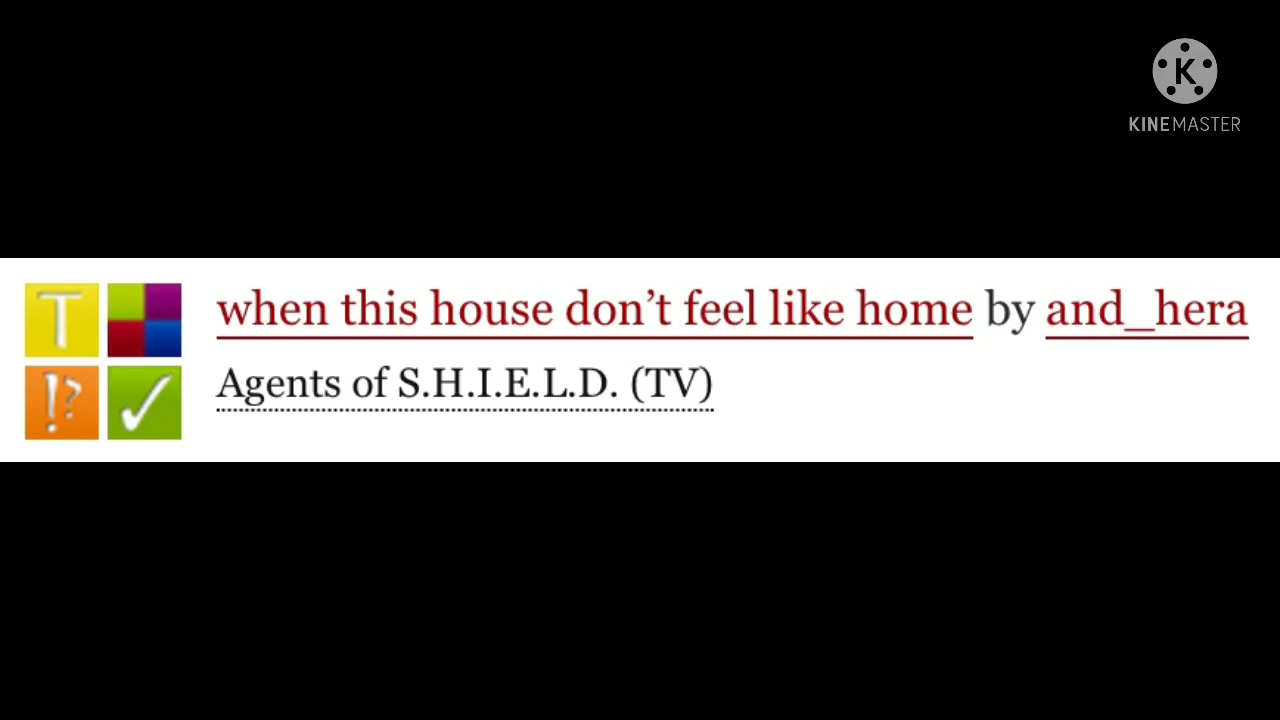 K
KINEMASTER
T
when this house don't feel like home by and_hera
!?
Agents of S.H.I.E.L.D. (TV)